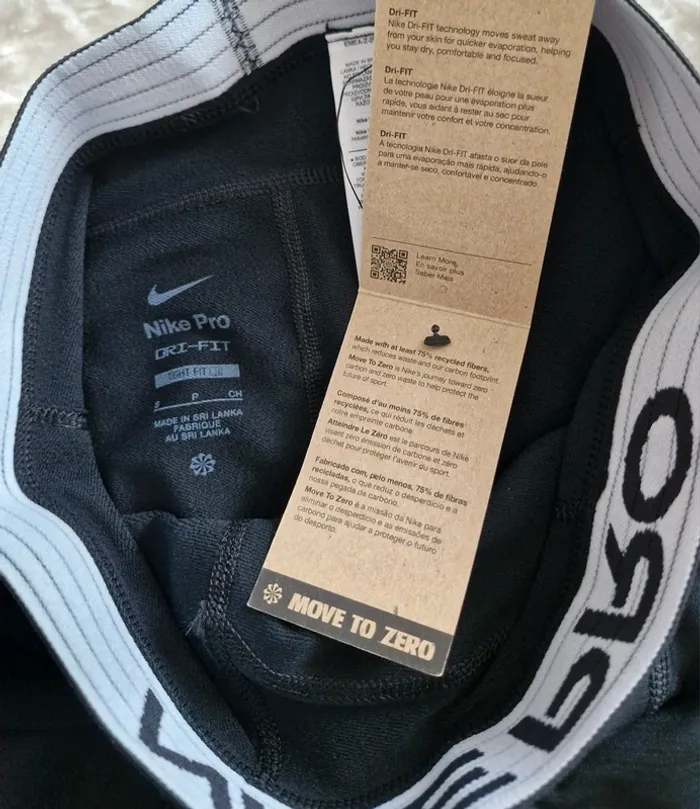 Dri-FIT
Nike Dri-FIT technology moves sweat away
from your skin for quicker evaporation, helping
you stay dry, comfortable and focused.
Dri-FIT
La technologie Nike Dri-FIT éloigne la sueur
de votre peau pour une évaporation plus
rapide, vous aidant à rester au sec pour
maintenir votre confort et votre concentration.
Dri-FIT
A tecnologia Nike Dri-FIT afasta o suor da pele
para uma evaporação mais rápida, ajudando-o
a manter-se seco, confortável e concentrado.
Learn More
En savoir plus
Saber Mais
Made with at least 75% recycled fibers,
which reduces waste and our carbon footprint.
Move To Zero is Nike's journey toward zero
carbon and zero waste to help protect the
future of sport.
Composé d'au moins 75% de fibres
recyclées, ce qui réduit les déchets et
notre empreinte carbone.
Atteindre Le Zéro est le parcours de Nike
visant zéro émission de carbone et zéro
déchet pour protéger l'avenir du sport.
Fabricado com, pelo menos, 75% de fibras
recicladas, o que reduz o desperdício e a
nossa pegada de carbono.
Move To Zero é a missão da Nike para
eliminar o desperdício e as emissões de
carbono para ajudar a proteger o futuro
do desporto.
MOVE TO ZERO
Nike Pro
DRI-FIT
S P CH
MADE IN SRI LANKA
FABRIQUE
AU SRI LANKA
PRO